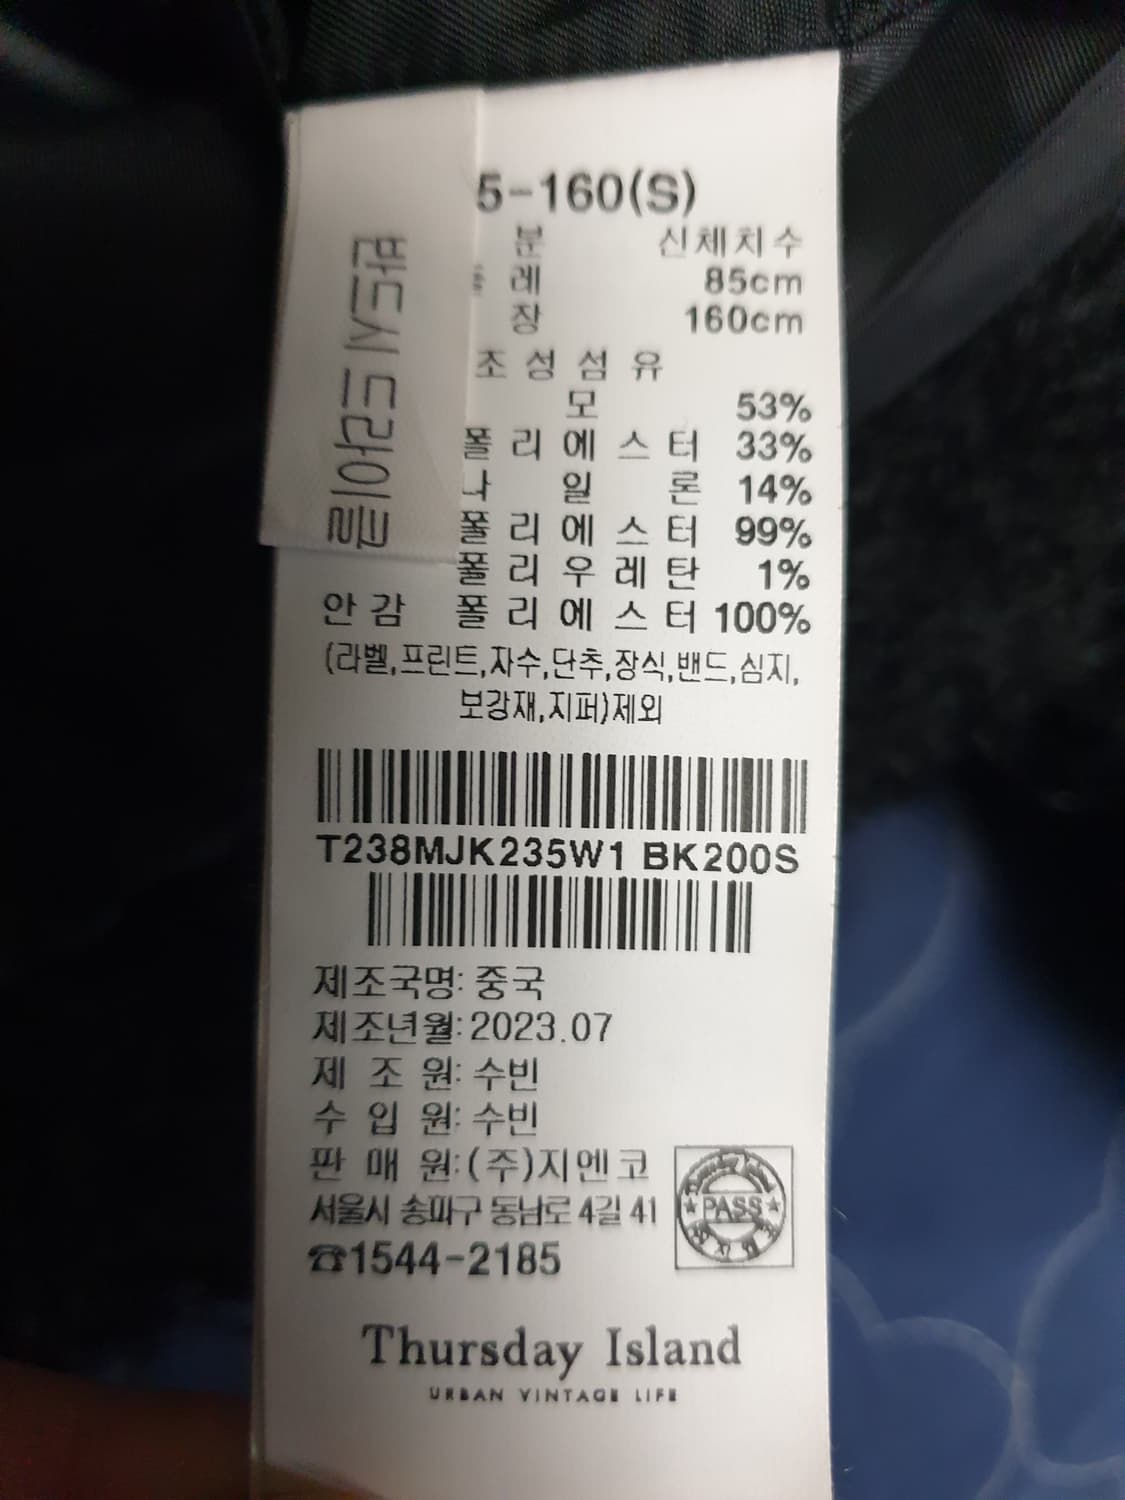 반드시 드라이클
5-160(S)
분 신체치수
레 85cm
장 160cm
조성섬유
모 53%
폴리에스터 33%
나일론 14%
폴리에스터 99%
폴리우레탄 1%
안감 폴리에스터 100%
(라벨,프린트,자수,단추,장식,밴드,심지,
보강재,지퍼)제외
T238MJK235W1 BK200S
제조국명: 중국
제조년월: 2023.07
제 조 원: 수빈
수 입 원: 수빈
판 매 원:(주)지엔코
서울시 송파구 동남로 4길 41
☎1544-2185
PASS
Thursday Island
URBAN VINTAGE LIFE